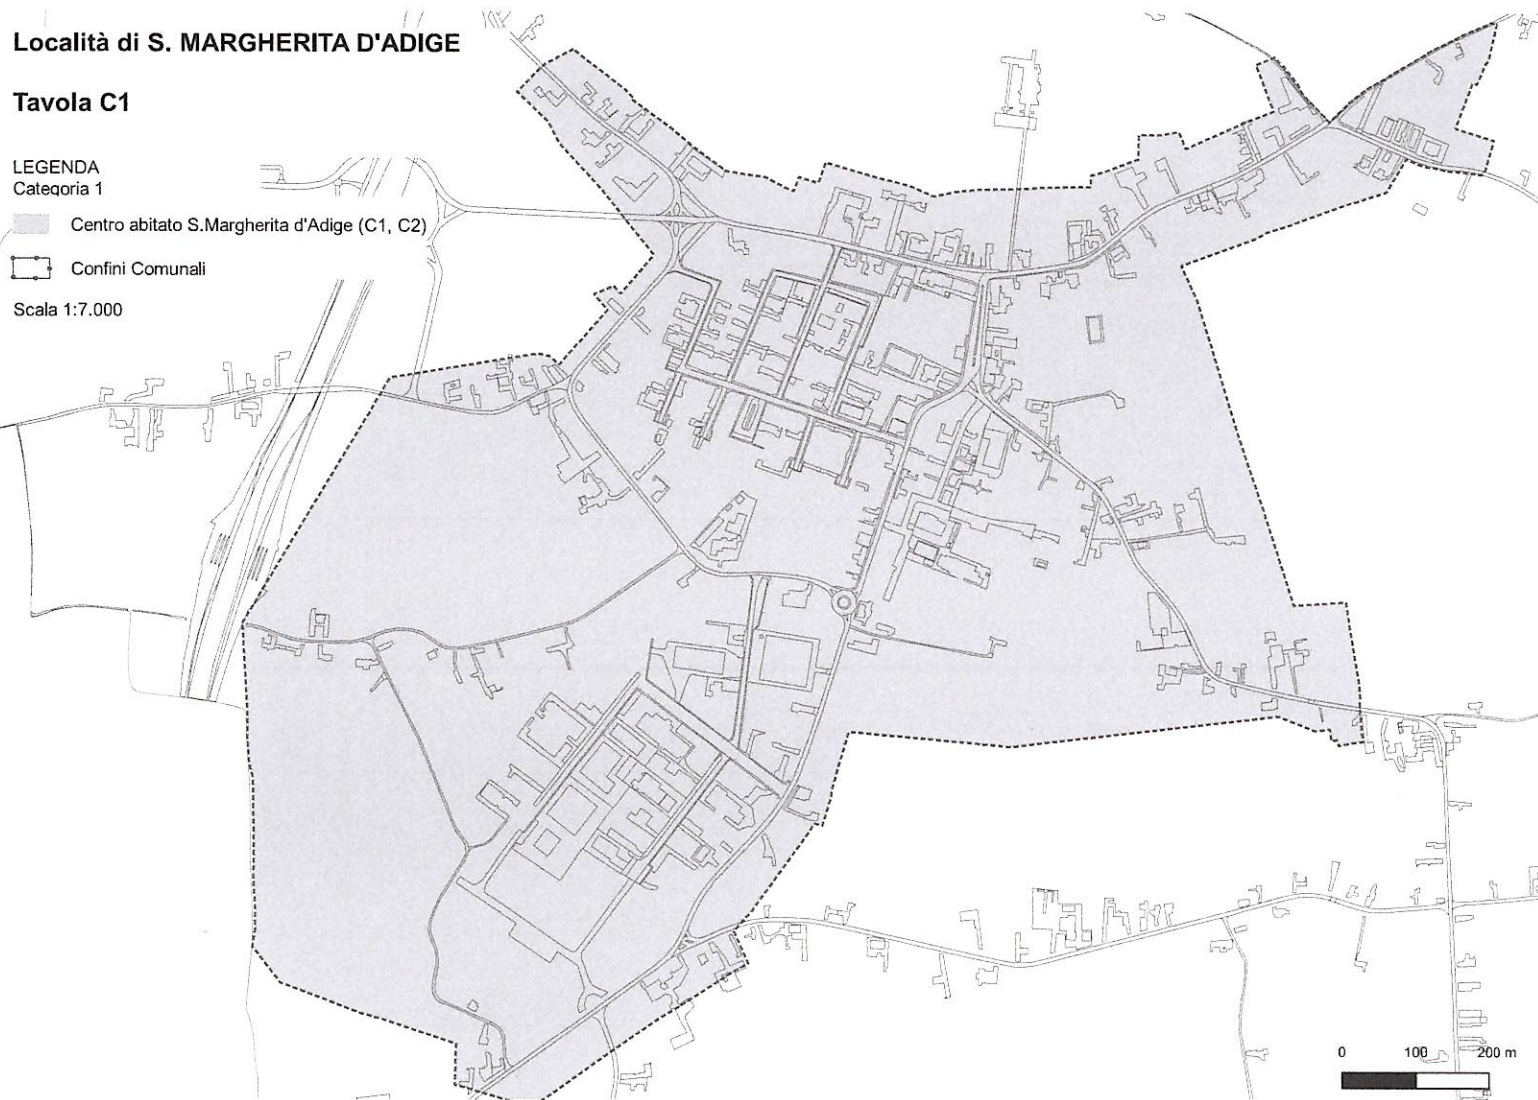 Località di S. MARGHERITA D'ADIGE
Tavola C1
LEGENDA
Categoria 1
Centro abitato S.Margherita d'Adige (C1, C2)
Confini Comunali
Scala 1:7.000
0 100 200 m